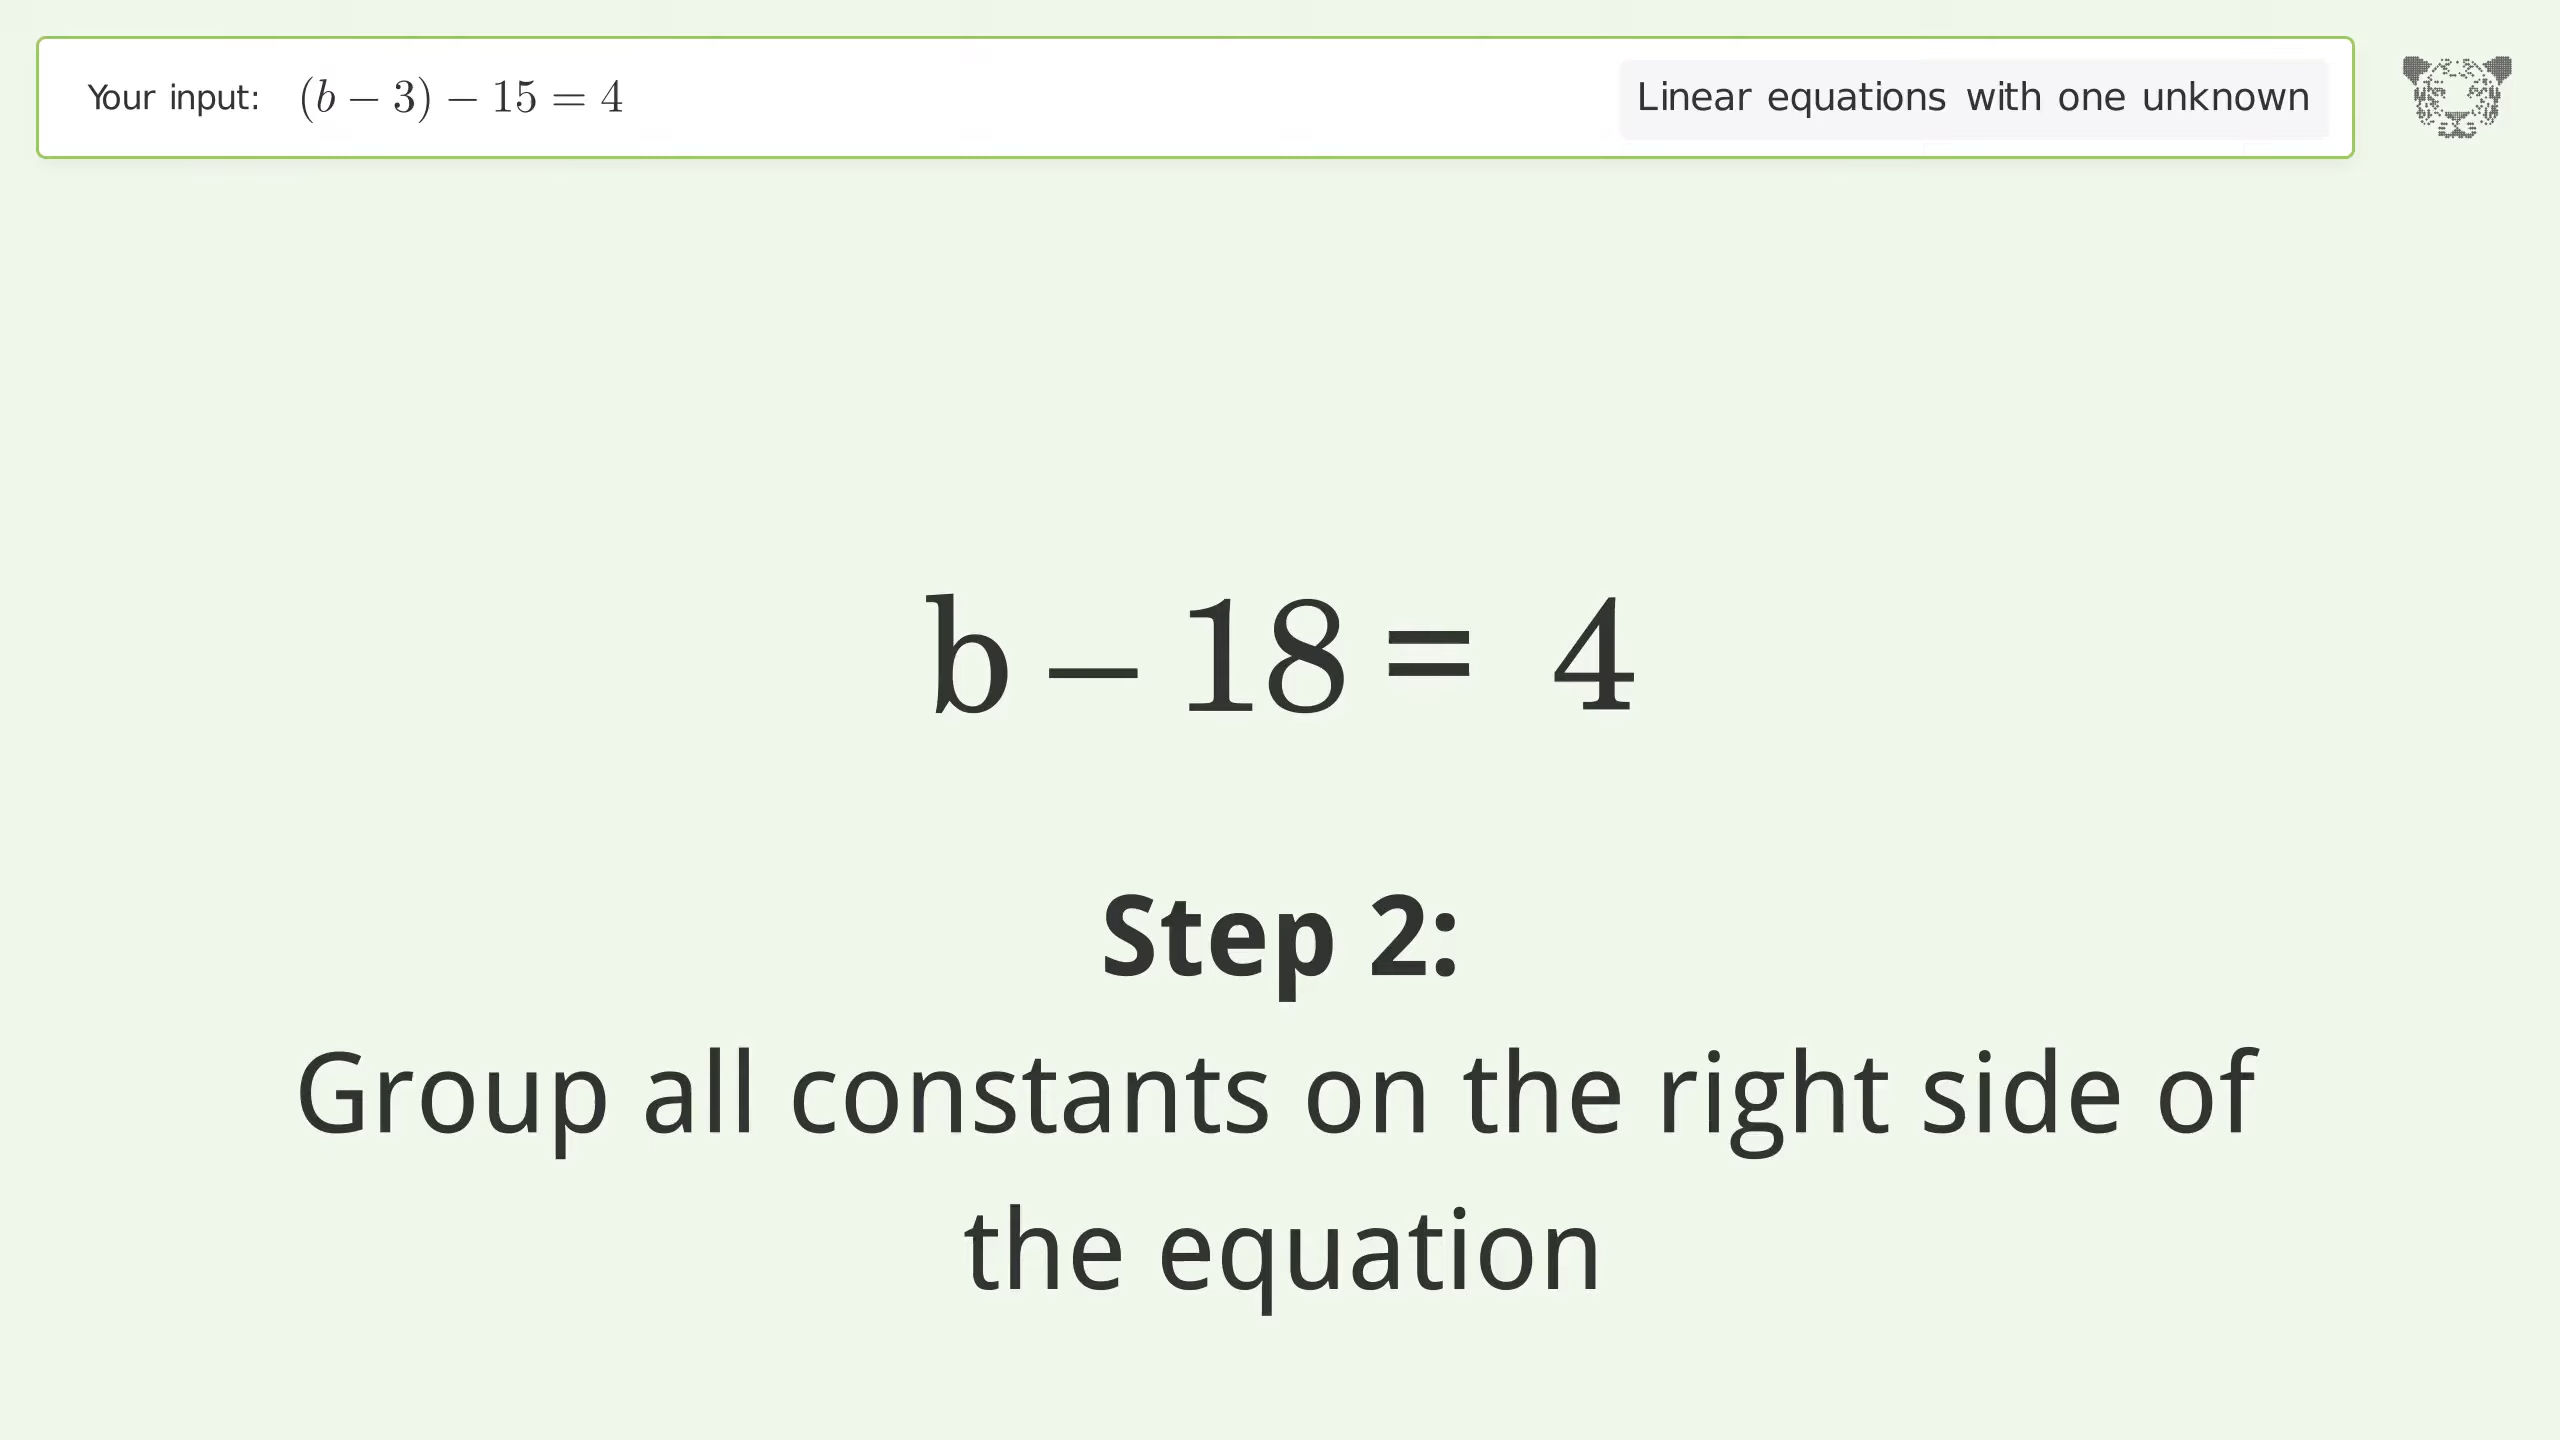 Your input: (b − 3) − 15 = 4
Linear equations with one unknown
b – 18 = 4
Step 2:
Group all constants on the right side of
the equation